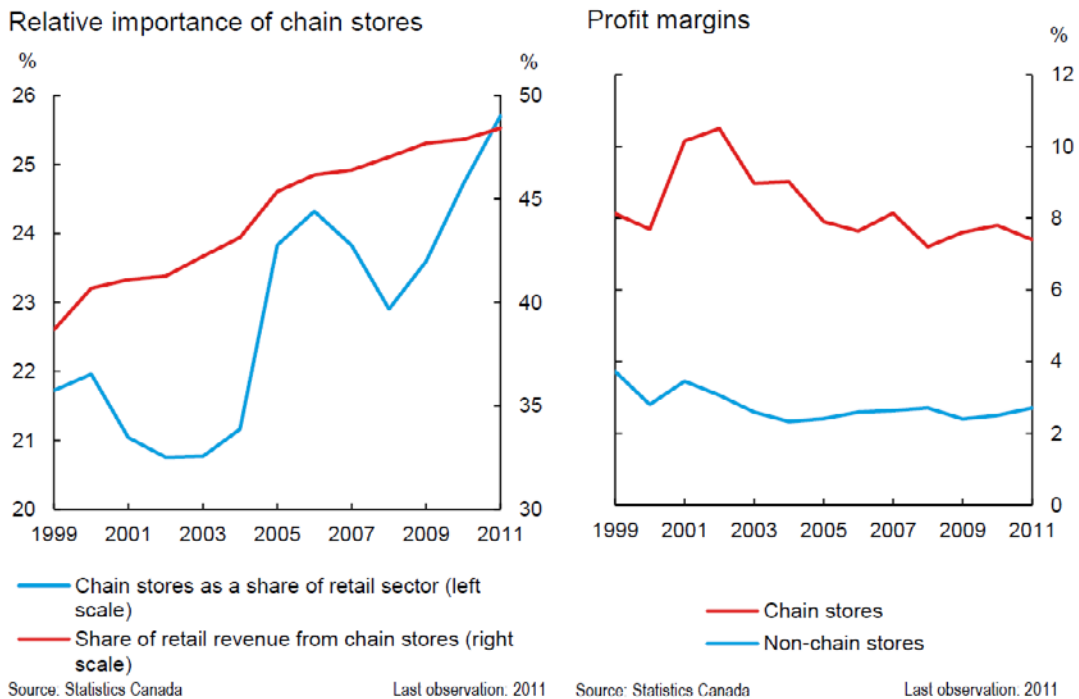 Relative importance of chain stores
%
%
26
25
24
23
22
21
20
50
45
40
35
30
1999 2001 2003 2005 2007 2009 2011
Chain stores as a share of retail sector (left
scale)
Share of retail revenue from chain stores (right
scale)
Source: Statistics Canada Last observation: 2011
Profit margins
%
12
10
8
6
4
2
0
1999 2001 2003 2005 2007 2009 2011
Chain stores
Non-chain stores
Source: Statistics Canada Last observation: 2011